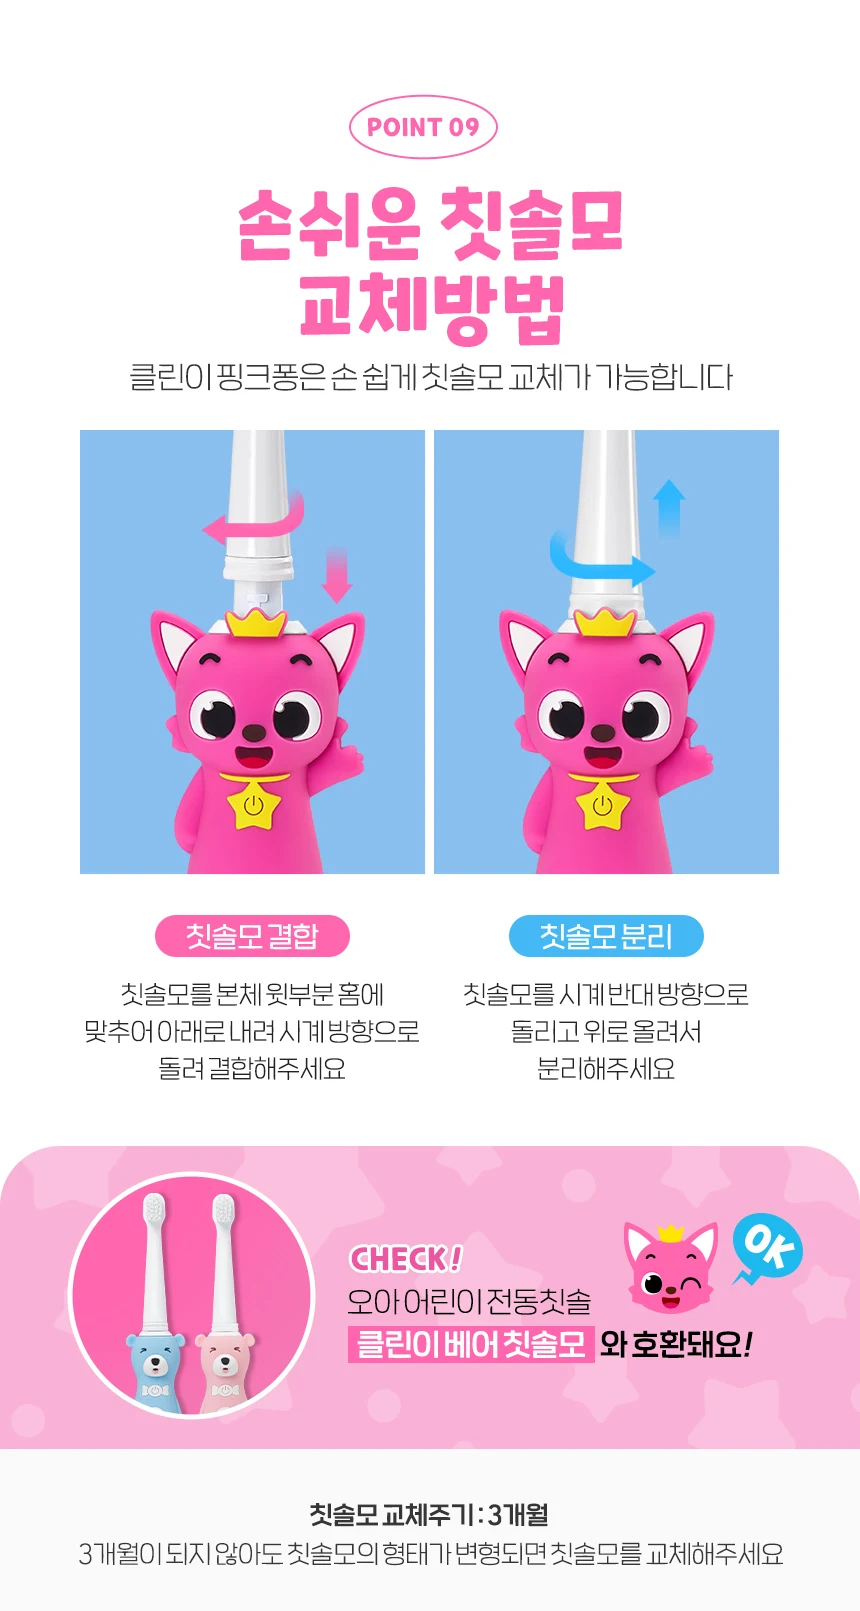 POINT 09
손쉬운 칫솔모
교체방법
클린이 핑크퐁은 손 쉽게 칫솔모 교체가 가능합니다
칫솔모 결합
칫솔모를 본체 윗부분 홈에
맞추어 아래로 내려 시계 방향으로
돌려 결합해주세요
칫솔모 분리
칫솔모를 시계 반대 방향으로
돌리고 위로 올려서
분리해주세요
CHECK!
오아 어린이 전동칫솔
클린이 베어 칫솔모 와 호환돼요!
OK
칫솔모 교체주기 : 3개월
3개월이 되지 않아도 칫솔모의 형태가 변형되면 칫솔모를 교체해주세요